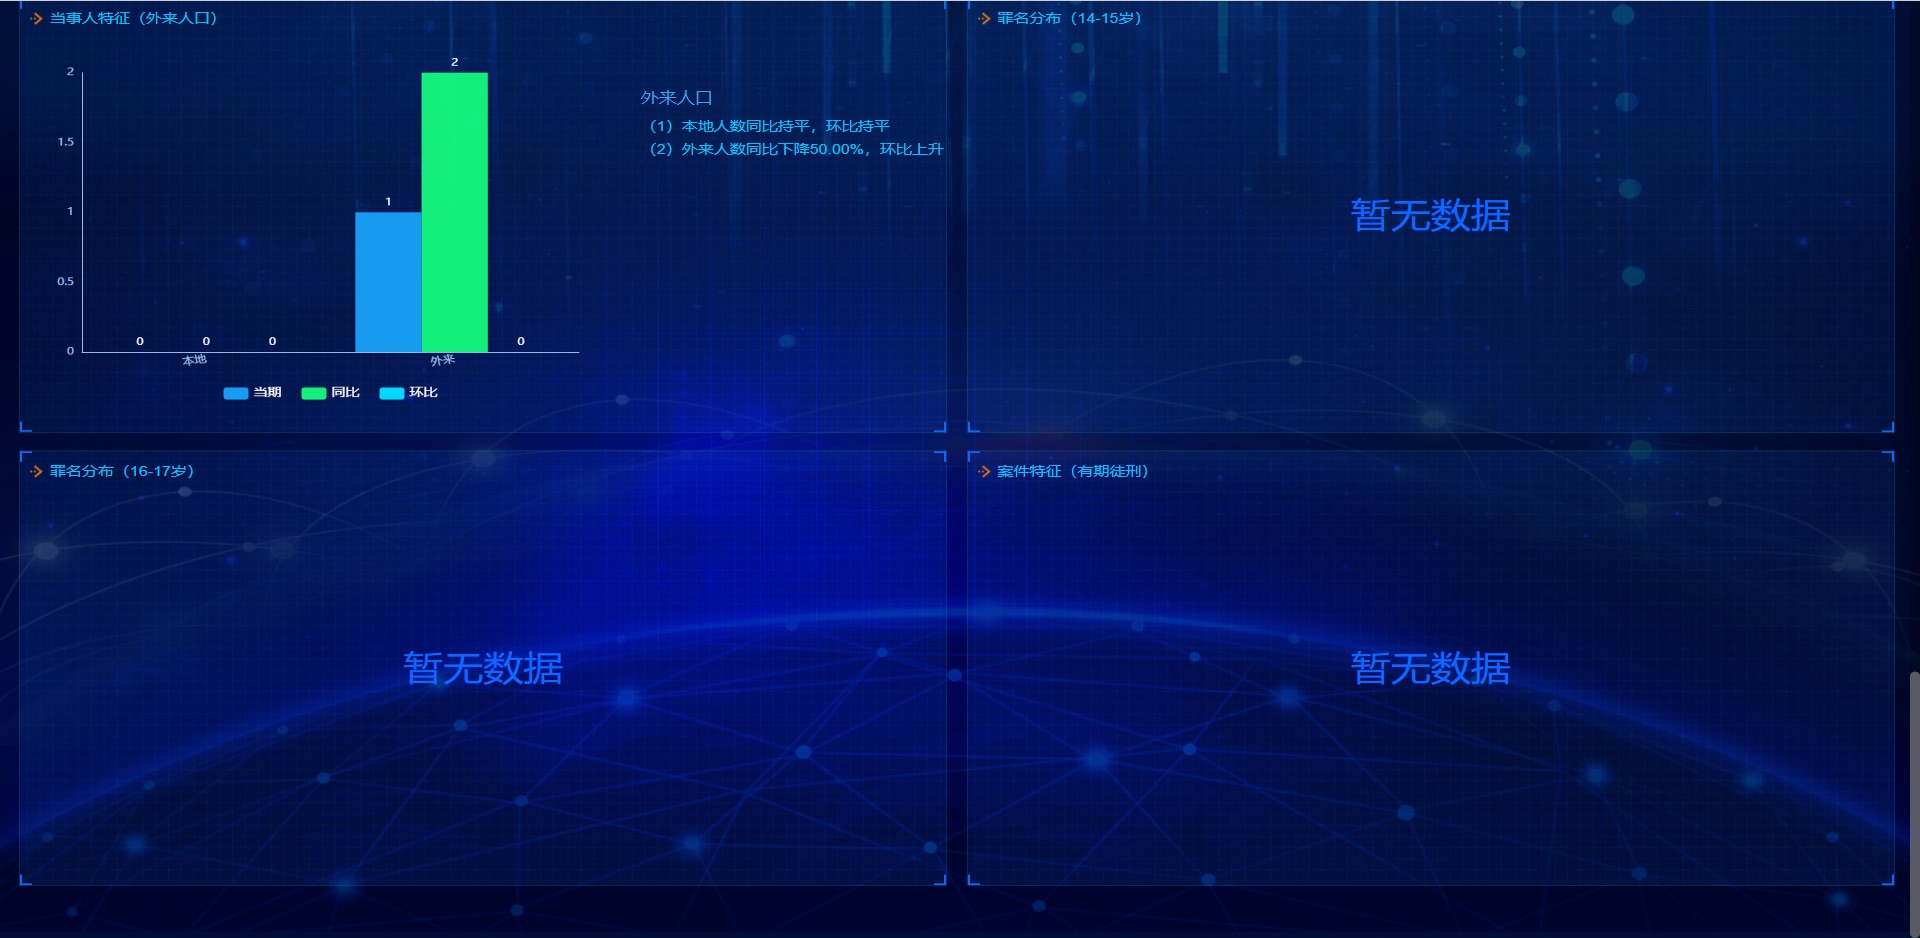 当事人特征（外来人口）
2
1.5
1
0.5
0
0
0
0
1
2
0
本地
外来
当期
同比
环比
外来人口
（1）本地人数同比持平，环比持平
（2）外来人数同比下降50.00%，环比上升
罪名分布（14-15岁）
暂无数据
罪名分布（16-17岁）
暂无数据
案件特征（有期徒刑）
暂无数据